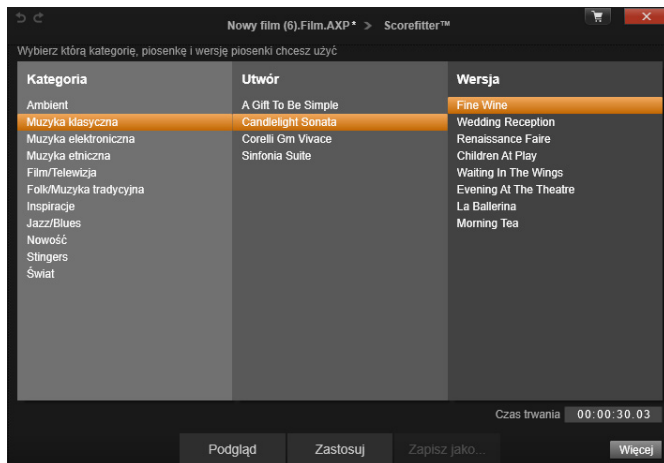 Nowy film (6).Film.AXP* > Scorefitter™
Wybierz którą kategorię, piosenkę i wersję piosenki chcesz użyć
Kategoria
Ambient
Muzyka klasyczna
Muzyka elektroniczna
Muzyka etniczna
Film/Telewizja
Folk/Muzyka tradycyjna
Inspiracje
Jazz/Blues
Nowość
Stingers
Świat
Utwór
A Gift To Be Simple
Candlelight Sonata
Corelli Gm Vivace
Sinfonia Suite
Wersja
Fine Wine
Wedding Reception
Renaissance Faire
Children At Play
Waiting In The Wings
Evening At The Theatre
La Ballerina
Morning Tea
Czas trwania 00:00:30.03
Podgląd Zastosuj Zapisz jako... Więcej